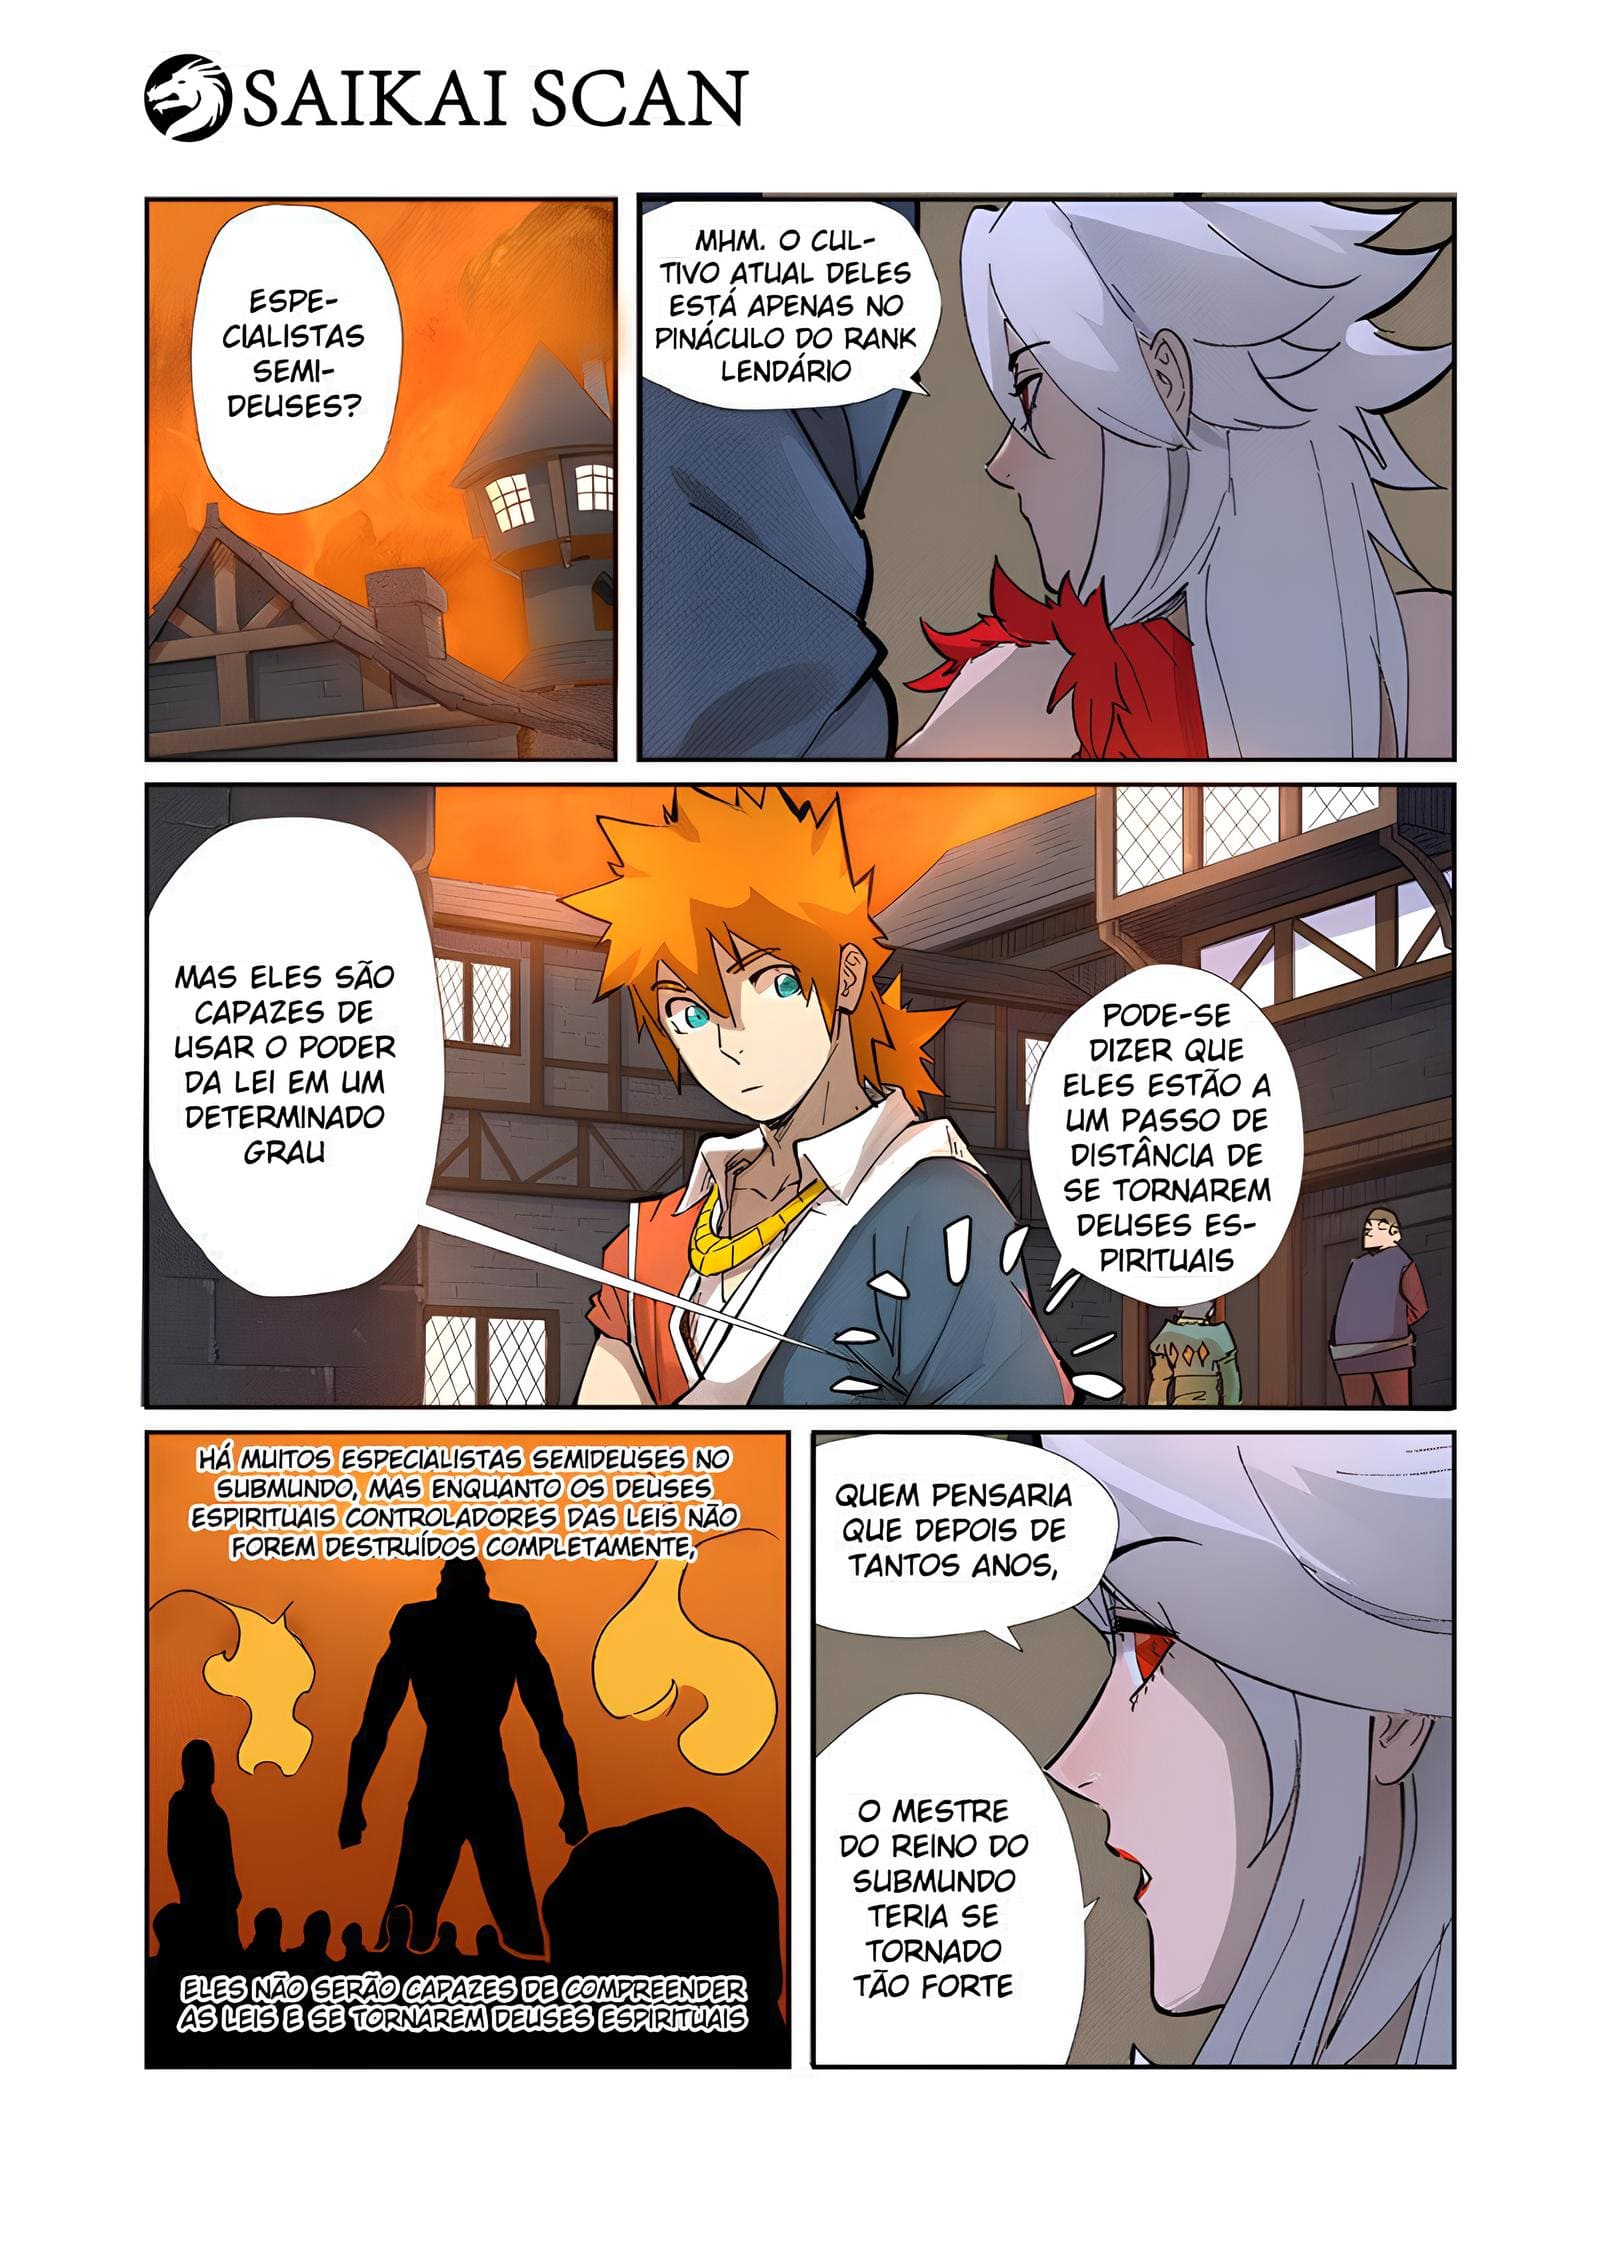 SAIKAI SCAN
ESPE-
CIALISTAS
SEMI-
DEUSES?
MHM. O CUL-
TIVO ATUAL DELES
ESTÁ APENAS NO
PINÁCULO DO RANK
LENDÁRIO
MAS ELES SÃO
CAPAZES DE
USAR O PODER
DA LEI EM UM
DETERMINADO
GRAU
PODE-SE
DIZER QUE
ELES ESTÃO A
UM PASSO DE
DISTÂNCIA DE
SE TORNAREM
DEUSES ES-
PIRITUAIS
HÁ MUITOS ESPECIALISTAS SEMIDEUSES NO
SUBMUNDO, MAS ENQUANTO OS DEUSES
ESPIRITUAIS CONTROLADORES DAS LEIS NÃO
FOREM DESTRUÍDOS COMPLETAMENTE,
ELES NÃO SERÃO CAPAZES DE COMPREENDER
AS LEIS E SE TORNAREM DEUSES ESPIRITUAIS
QUEM PENSARIA
QUE DEPOIS DE
TANTOS ANOS,
O MESTRE
DO REINO DO
SUBMUNDO
TERIA SE
TORNADO
TÃO FORTE